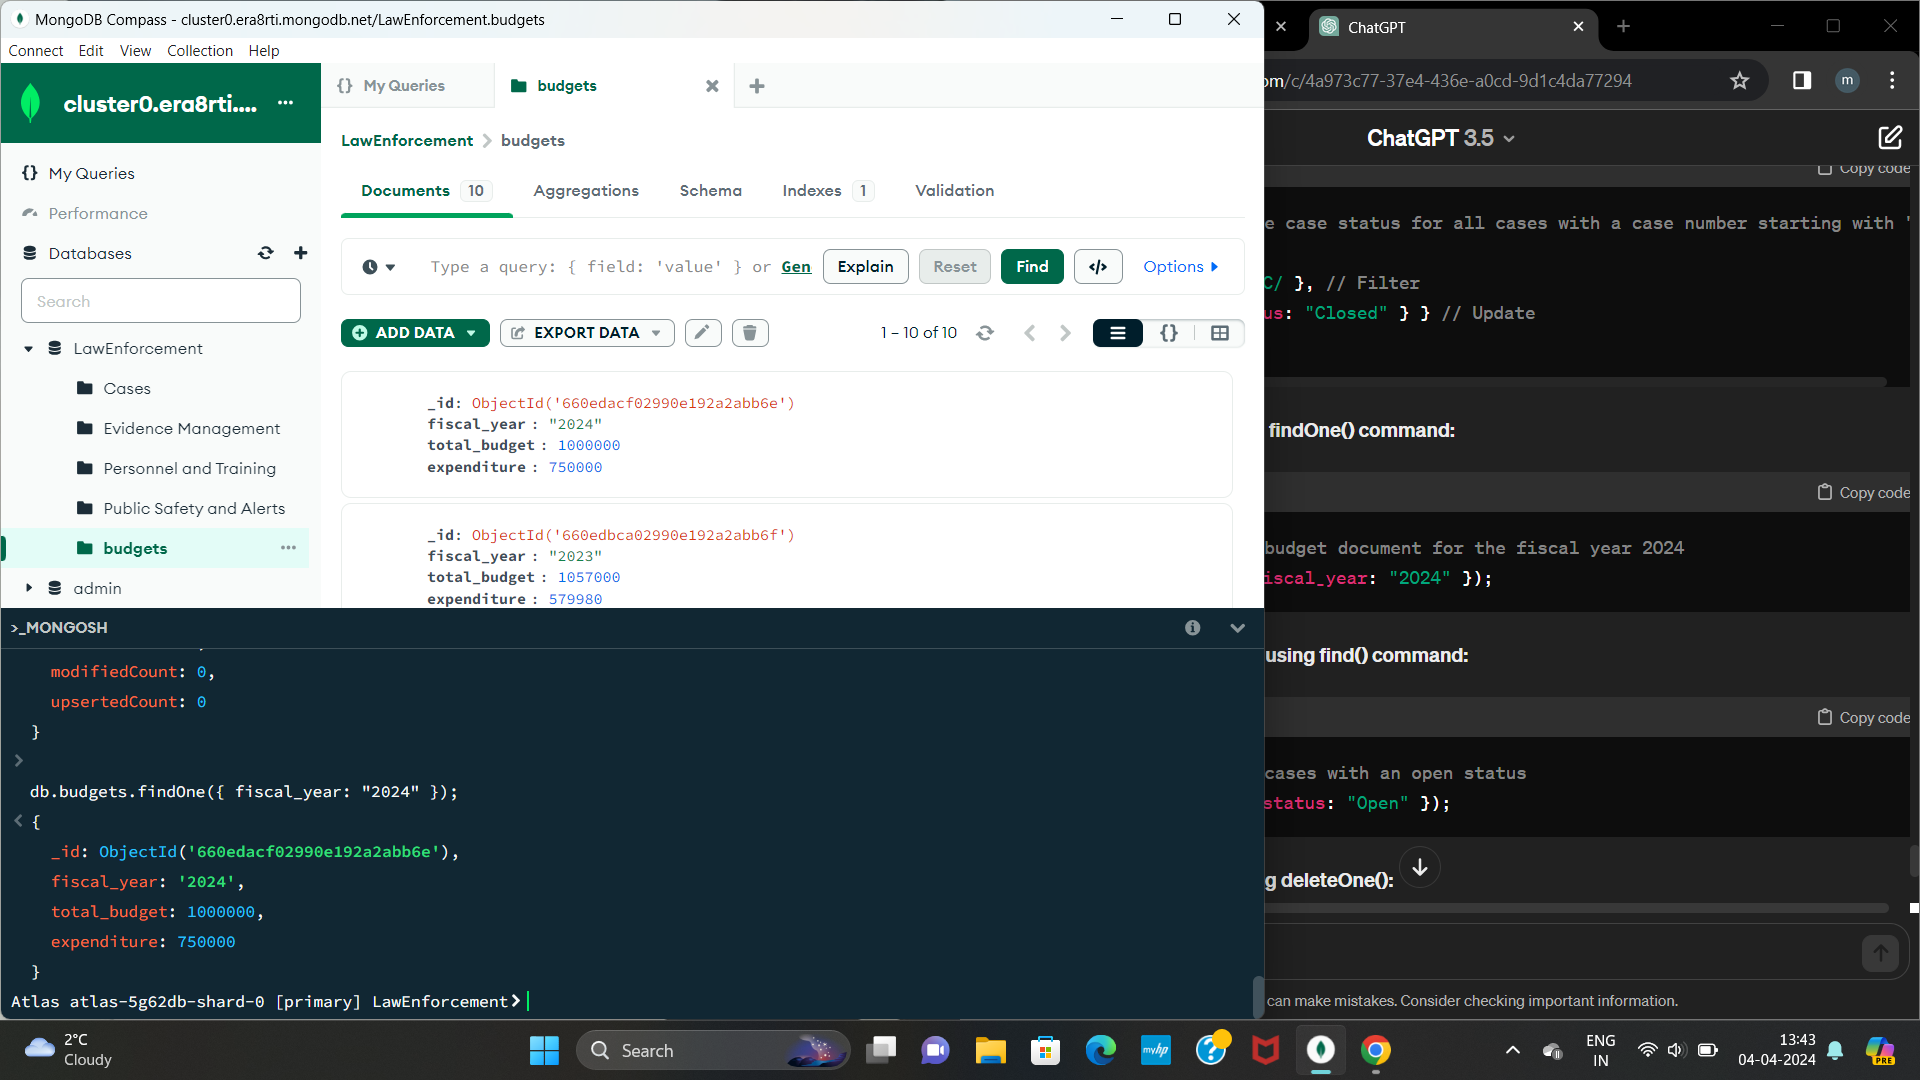 MongoDB Compass - cluster0.era8rti.mongodb.net/LawEnforcement.budgets
Connect Edit View Collection Help
cluster0.era8rti....
My Queries
Performance
Databases
Search
LawEnforcement
Cases
Evidence Management
Personnel and Training
Public Safety and Alerts
budgets
admin
{} My Queries
budgets
LawEnforcement > budgets
Documents 10 Aggregations Schema Indexes 1 Validation
Type a query: { field: 'value' } or Gen
Explain Reset Find </> Options
ADD DATA EXPORT DATA 1 – 10 of 10 {}
_id: ObjectId('660edacf02990e192a2abb6e')
fiscal_year : "2024"
total_budget : 1000000
expenditure : 750000
_id: ObjectId('660edbca02990e192a2abb6f')
fiscal_year : "2023"
total_budget : 1057000
expenditure : 579980
>_MONGOSH
modifiedCount: 0,
upsertedCount: 0
}
>
db.budgets.findOne({ fiscal_year: "2024" });
< {
_id: ObjectId('660edacf02990e192a2abb6e'),
fiscal_year: '2024',
total_budget: 1000000,
expenditure: 750000
}
Atlas atlas-5g62db-shard-0 [primary] LawEnforcement>
ChatGPT
om/c/4a973c77-37e4-436e-a0cd-9d1c4da77294
m
ChatGPT 3.5
Copy code
e case status for all cases with a case number starting with '
C/ }, // Filter
us: "Closed" } } // Update
findOne() command:
Copy code
budget document for the fiscal year 2024
iscal_year: "2024" });
using find() command:
Copy code
cases with an open status
status: "Open" });
g deleteOne():
can make mistakes. Consider checking important information.
2°C
Cloudy
Search
myhp
ENG
IN
13:43
04-04-2024
PRE